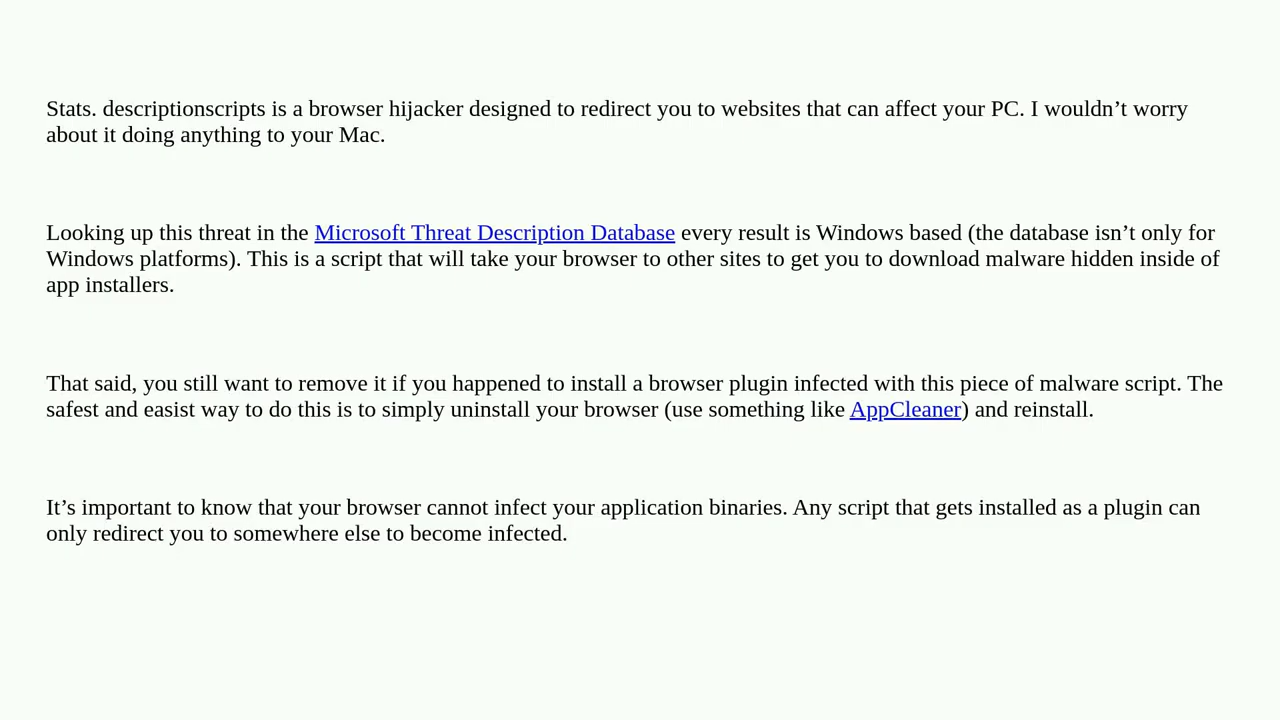 Stats. descriptionscripts is a browser hijacker designed to redirect you to websites that can affect your PC. I wouldn’t worry
about it doing anything to your Mac.
Looking up this threat in the Microsoft Threat Description Database every result is Windows based (the database isn’t only for
Windows platforms). This is a script that will take your browser to other sites to get you to download malware hidden inside of
app installers.
That said, you still want to remove it if you happened to install a browser plugin infected with this piece of malware script. The
safest and easist way to do this is to simply uninstall your browser (use something like AppCleaner) and reinstall.
It’s important to know that your browser cannot infect your application binaries. Any script that gets installed as a plugin can
only redirect you to somewhere else to become infected.